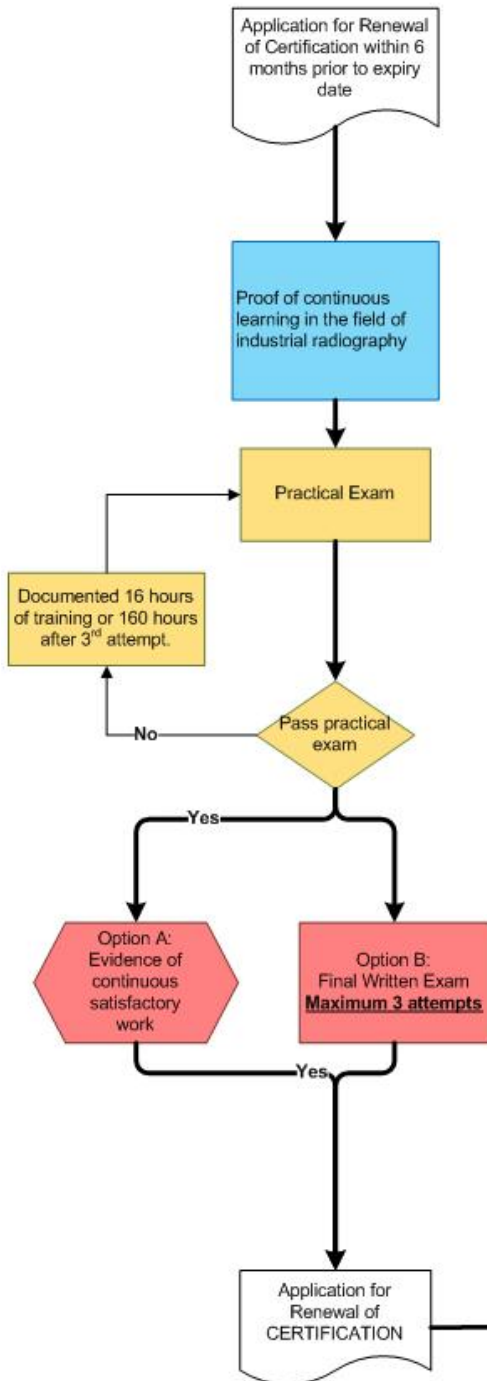 Application for Renewal
of Certification within 6
months prior to expiry
date
Proof of continuous
learning in the field of
industrial radiography
Practical Exam
Documented 16 hours
of training or 160 hours
after 3rd attempt.
Pass practical
exam
No
Yes
Option A:
Evidence of
continuous
satisfactory
work
Option B:
Final Written Exam
Maximum 3 attempts
Yes
Application for
Renewal of
CERTIFICATION